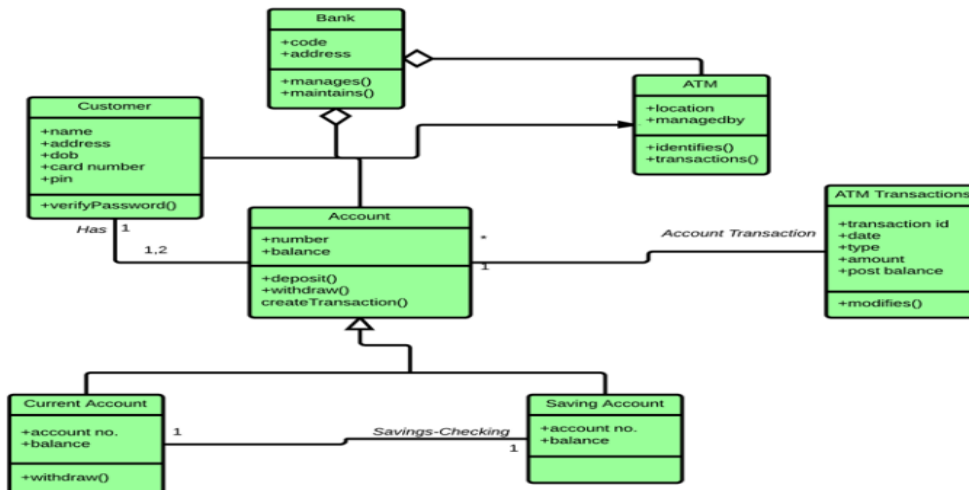 Bank
+code
+address
+manages()
+maintains()
ATM
+location
+managedby
+identifies()
+transactions()
Customer
+name
+address
+dob
+card number
+pin
+verifyPassword()
Has
1
1,2
Account
+number
+balance
+deposit()
+withdraw()
createTransaction()
*
1
Account Transaction
ATM Transactions
+transaction id
+date
+type
+amount
+post balance
+modifies()
Current Account
+account no.
+balance
+withdraw()
1
Savings-Checking
1
Saving Account
+account no.
+balance